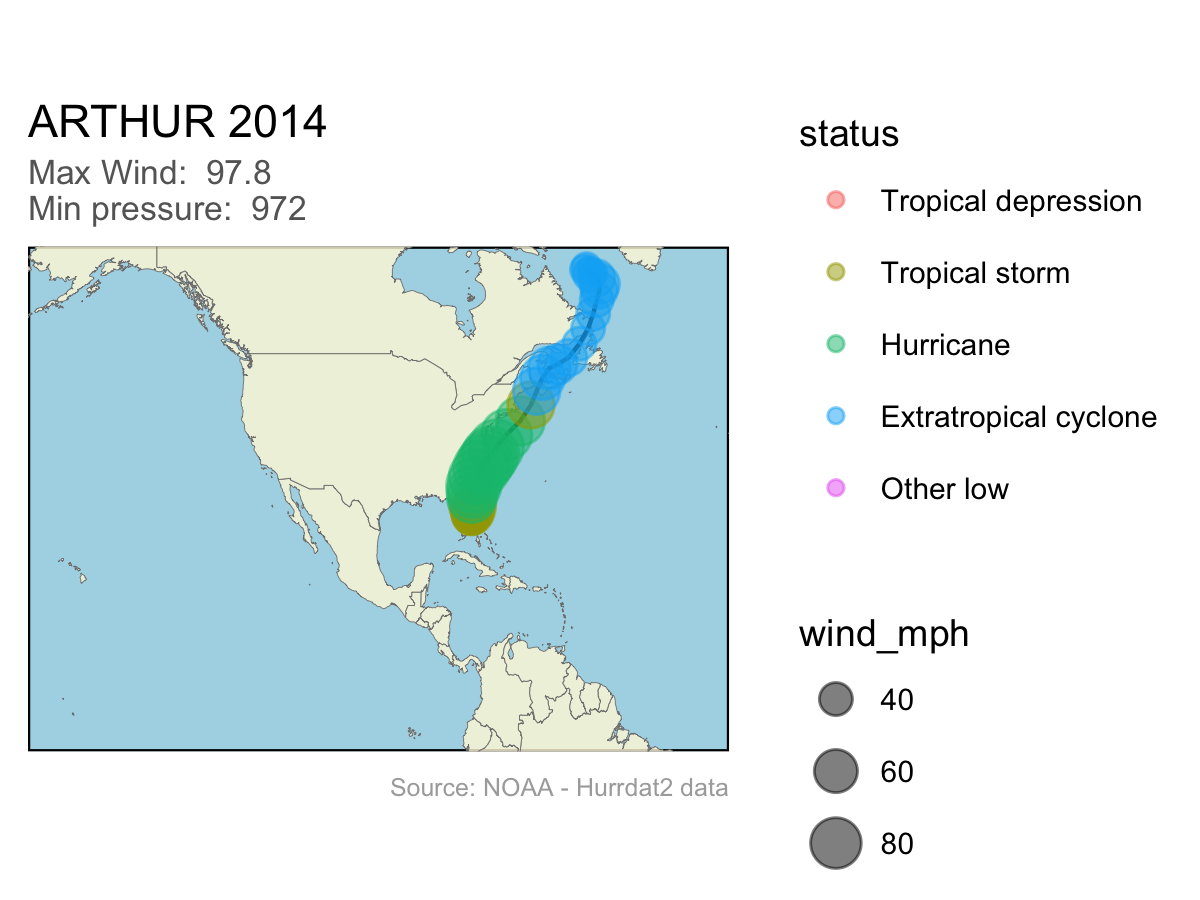 ARTHUR 2014
Max Wind:  97.8
Min pressure:  972
Source: NOAA - Hurrdat2 data
status
Tropical depression
Tropical storm
Hurricane
Extratropical cyclone
Other low
wind_mph
40
60
80